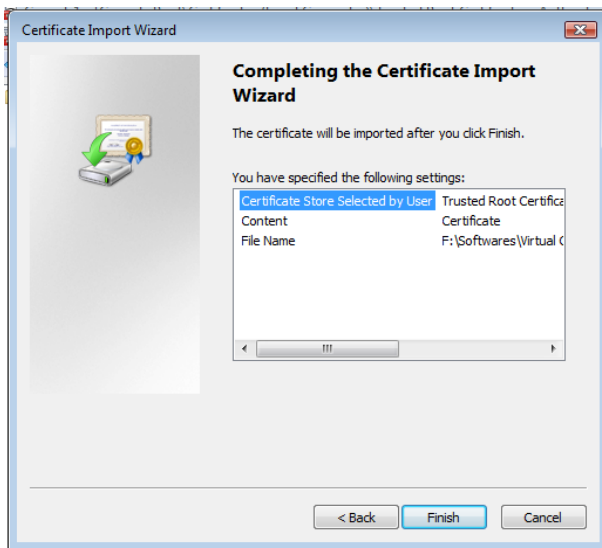 Certificate Import Wizard
Completing the Certificate Import
Wizard
The certificate will be imported after you click Finish.
You have specified the following settings:
Certificate Store Selected by User Trusted Root Certifica
Content Certificate
File Name F:\Softwares\Virtual C
< Back Finish Cancel